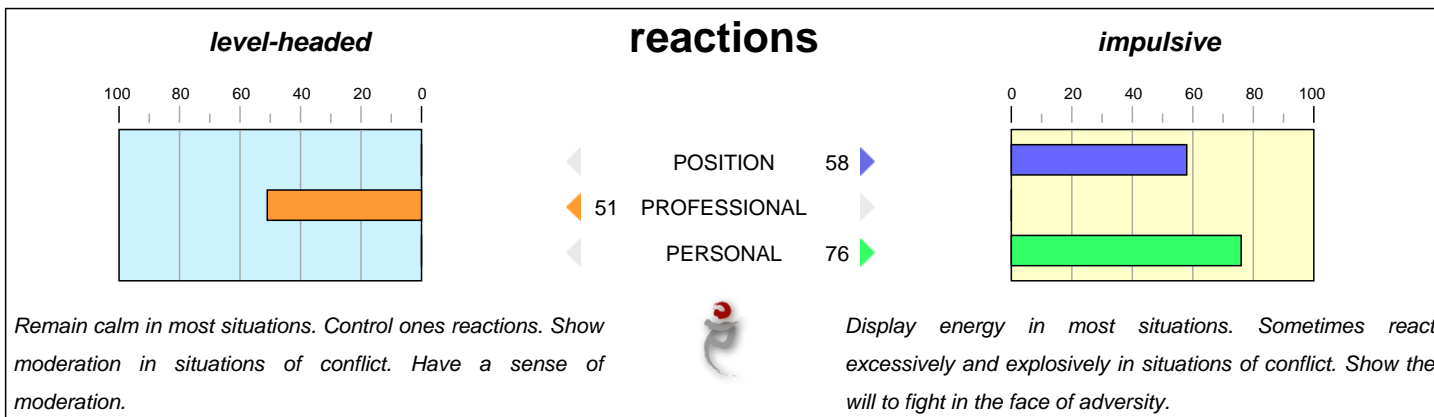 level-headed
reactions
impulsive
100 80 60 40 20 0
0 20 40 60 80 100
POSITION 58
51 PROFESSIONAL
PERSONAL 76
Remain calm in most situations. Control ones reactions. Show
moderation in situations of conflict. Have a sense of
moderation.
Display energy in most situations. Sometimes react
excessively and explosively in situations of conflict. Show the
will to fight in the face of adversity.